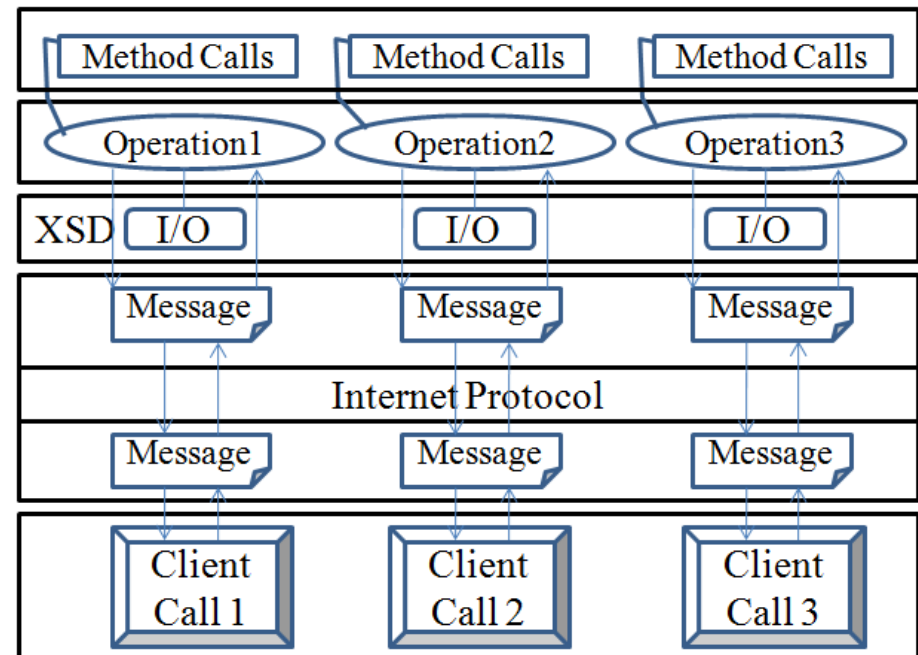 Method Calls Method Calls Method Calls
Operation1 Operation2 Operation3
XSD I/O I/O I/O
Message Message Message
Internet Protocol
Message Message Message
Client Client Client
Call 1 Call 2 Call 3